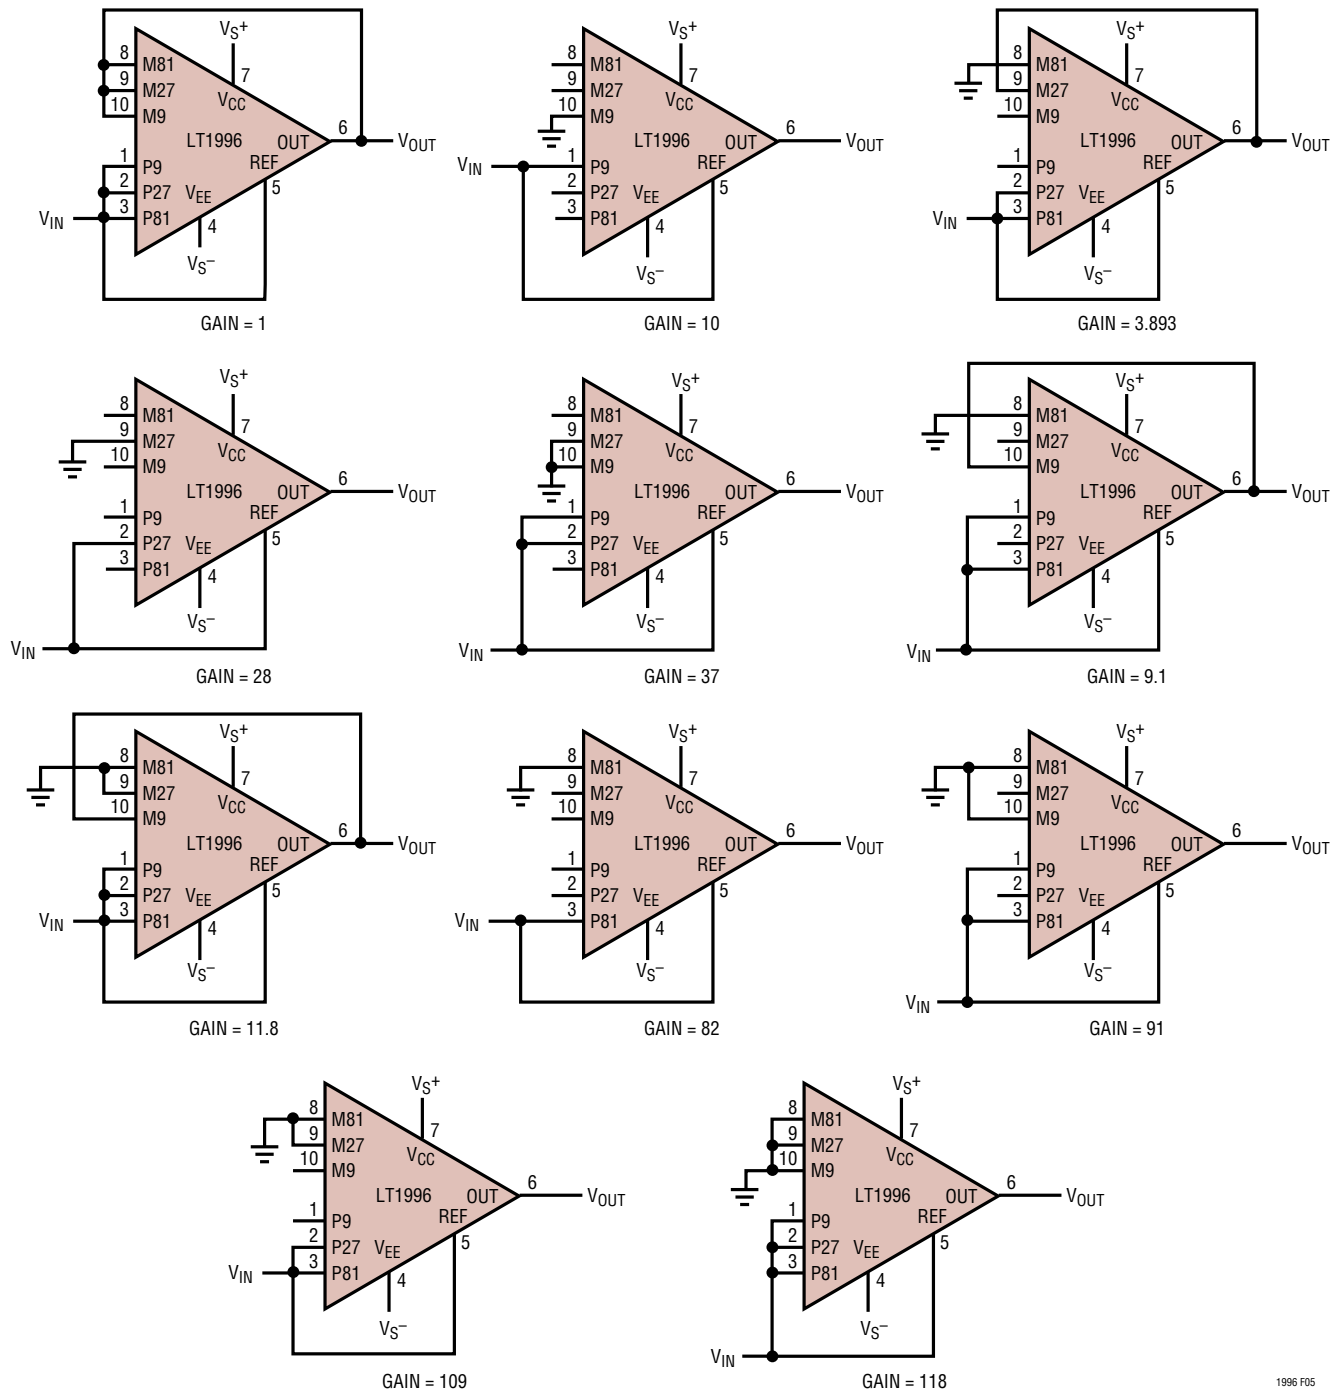 VS+
8 M81
7
9 M27
VCC
10 M9
LT1996 OUT 6 VOUT
REF
1 P9
5
2 P27 VEE
VIN 3 P81
4
VS–
GAIN = 1
VS+
8 M81
7
9 M27
VCC
10 M9
LT1996 OUT 6 VOUT
REF
VIN 1 P9
5
2 P27 VEE
3 P81
4
VS–
GAIN = 10
VS+
8 M81
7
9 M27
VCC
10 M9
LT1996 OUT 6 VOUT
REF
1 P9
5
2 P27 VEE
VIN 3 P81
4
VS–
GAIN = 3.893
VS+
8 M81
7
9 M27
VCC
10 M9
LT1996 OUT 6 VOUT
REF
1 P9
5
2 P27 VEE
3 P81
4
VS–
VIN
GAIN = 28
VS+
8 M81
7
9 M27
VCC
10 M9
LT1996 OUT 6 VOUT
REF
1 P9
5
2 P27 VEE
3 P81
4
VS–
VIN
GAIN = 37
VS+
8 M81
7
9 M27
VCC
10 M9
LT1996 OUT 6 VOUT
REF
1 P9
5
2 P27 VEE
3 P81
4
VS–
VIN
GAIN = 9.1
VS+
8 M81
7
9 M27
VCC
10 M9
LT1996 OUT 6 VOUT
REF
1 P9
5
2 P27 VEE
VIN 3 P81
4
VS–
GAIN = 11.8
VS+
8 M81
7
9 M27
VCC
10 M9
LT1996 OUT 6 VOUT
REF
1 P9
5
2 P27 VEE
VIN 3 P81
4
VS–
GAIN = 82
VS+
8 M81
7
9 M27
VCC
10 M9
LT1996 OUT 6 VOUT
REF
1 P9
5
2 P27 VEE
3 P81
4
VS–
VIN
GAIN = 91
VS+
8 M81
7
9 M27
VCC
10 M9
LT1996 OUT 6 VOUT
REF
1 P9
5
2 P27 VEE
VIN 3 P81
4
VS–
GAIN = 109
VS+
8 M81
7
9 M27
VCC
10 M9
LT1996 OUT 6 VOUT
REF
1 P9
5
2 P27 VEE
3 P81
4
VS–
VIN
GAIN = 118
1996 F05